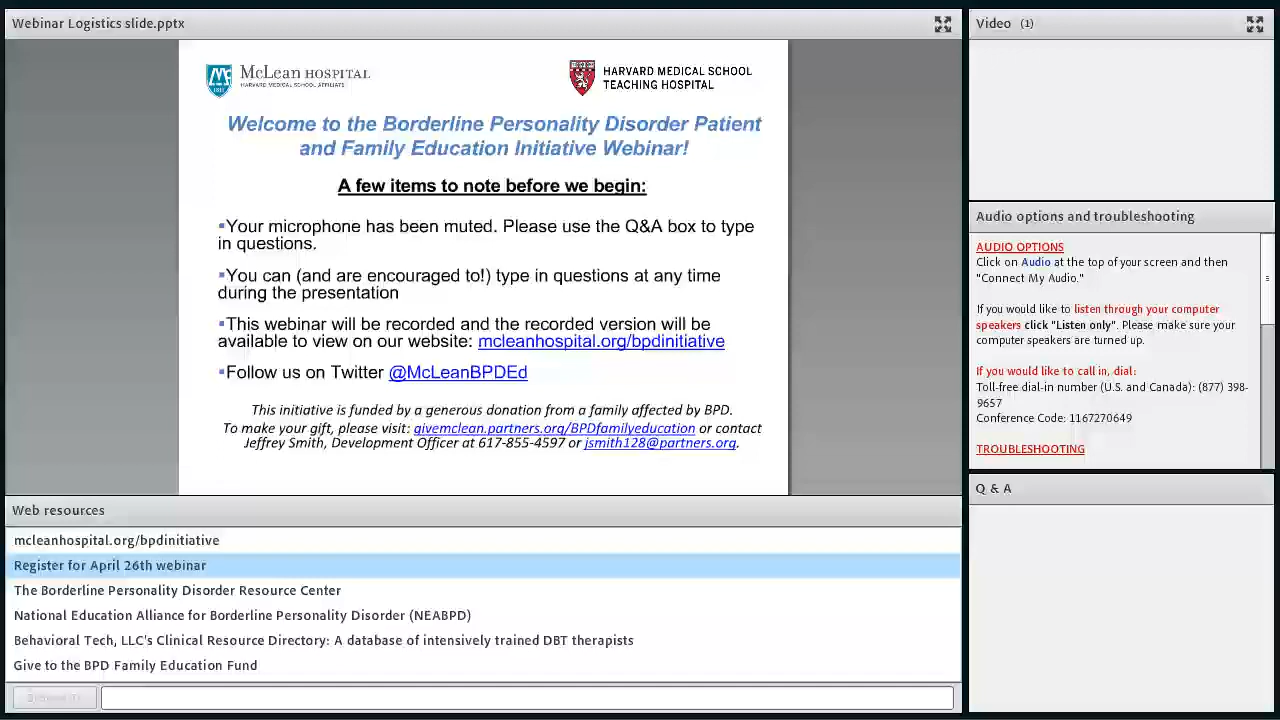 Webinar Logistics slide.pptx
McLEAN HOSPITAL
HARVARD MEDICAL SCHOOL AFFILIATE
HARVARD MEDICAL SCHOOL
TEACHING HOSPITAL
Welcome to the Borderline Personality Disorder Patient
and Family Education Initiative Webinar!
A few items to note before we begin:
▪Your microphone has been muted. Please use the Q&A box to type
in questions.
▪You can (and are encouraged to!) type in questions at any time
during the presentation
▪This webinar will be recorded and the recorded version will be
available to view on our website: mcleanhospital.org/bpdinitiative
▪Follow us on Twitter @McLeanBPDEd
This initiative is funded by a generous donation from a family affected by BPD.
To make your gift, please visit: givemclean.partners.org/BPDfamilyeducation or contact
Jeffrey Smith, Development Officer at 617-855-4597 or jsmith128@partners.org.
Web resources
mcleanhospital.org/bpdinitiative
Register for April 26th webinar
The Borderline Personality Disorder Resource Center
National Education Alliance for Borderline Personality Disorder (NEABPD)
Behavioral Tech, LLC's Clinical Resource Directory: A database of intensively trained DBT therapists
Give to the BPD Family Education Fund
Video (1)
Audio options and troubleshooting
AUDIO OPTIONS
Click on Audio at the top of your screen and then
"Connect My Audio."
If you would like to listen through your computer
speakers click "Listen only". Please make sure your
computer speakers are turned up.
If you would like to call in, dial:
Toll-free dial-in number (U.S. and Canada): (877) 398-
9657
Conference Code: 1167270649
TROUBLESHOOTING
Q & A